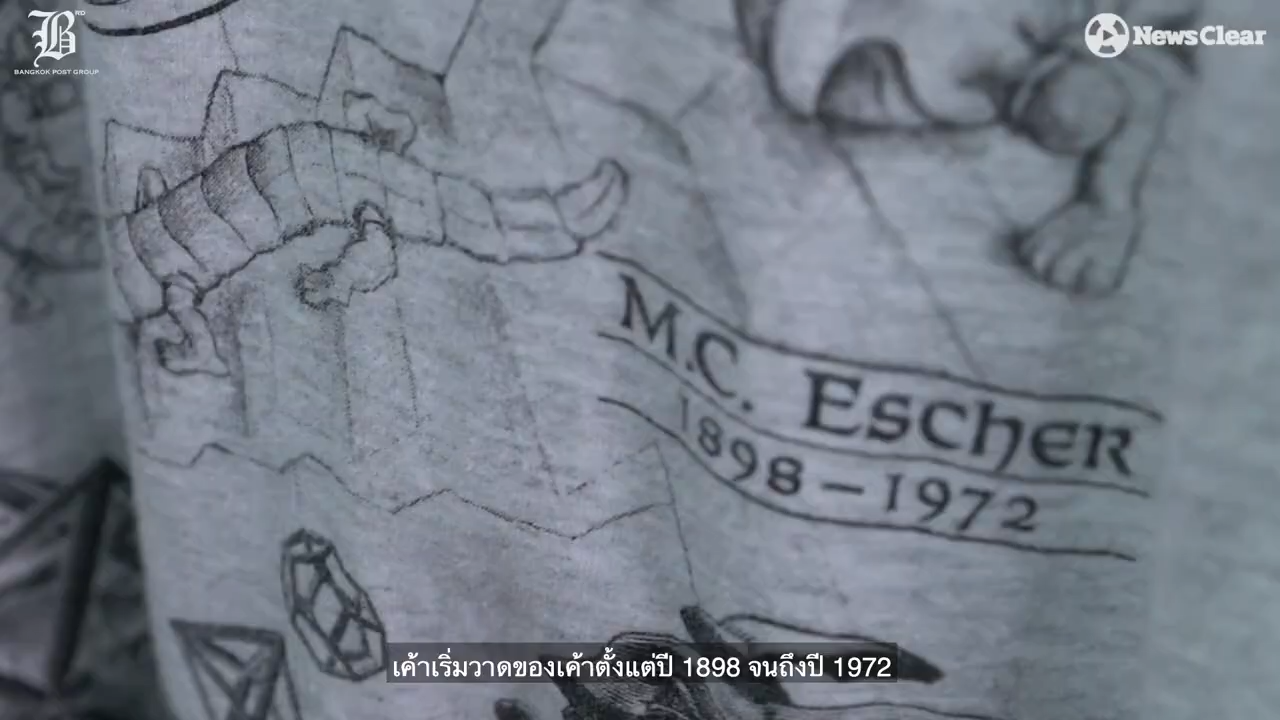 B RD
BANGKOK POST GROUP
NewsClear
M.C. EscHER
1898 – 1972
เค้าเริ่มวาดของเค้าตั้งแต่ปี 1898 จนถึงปี 1972